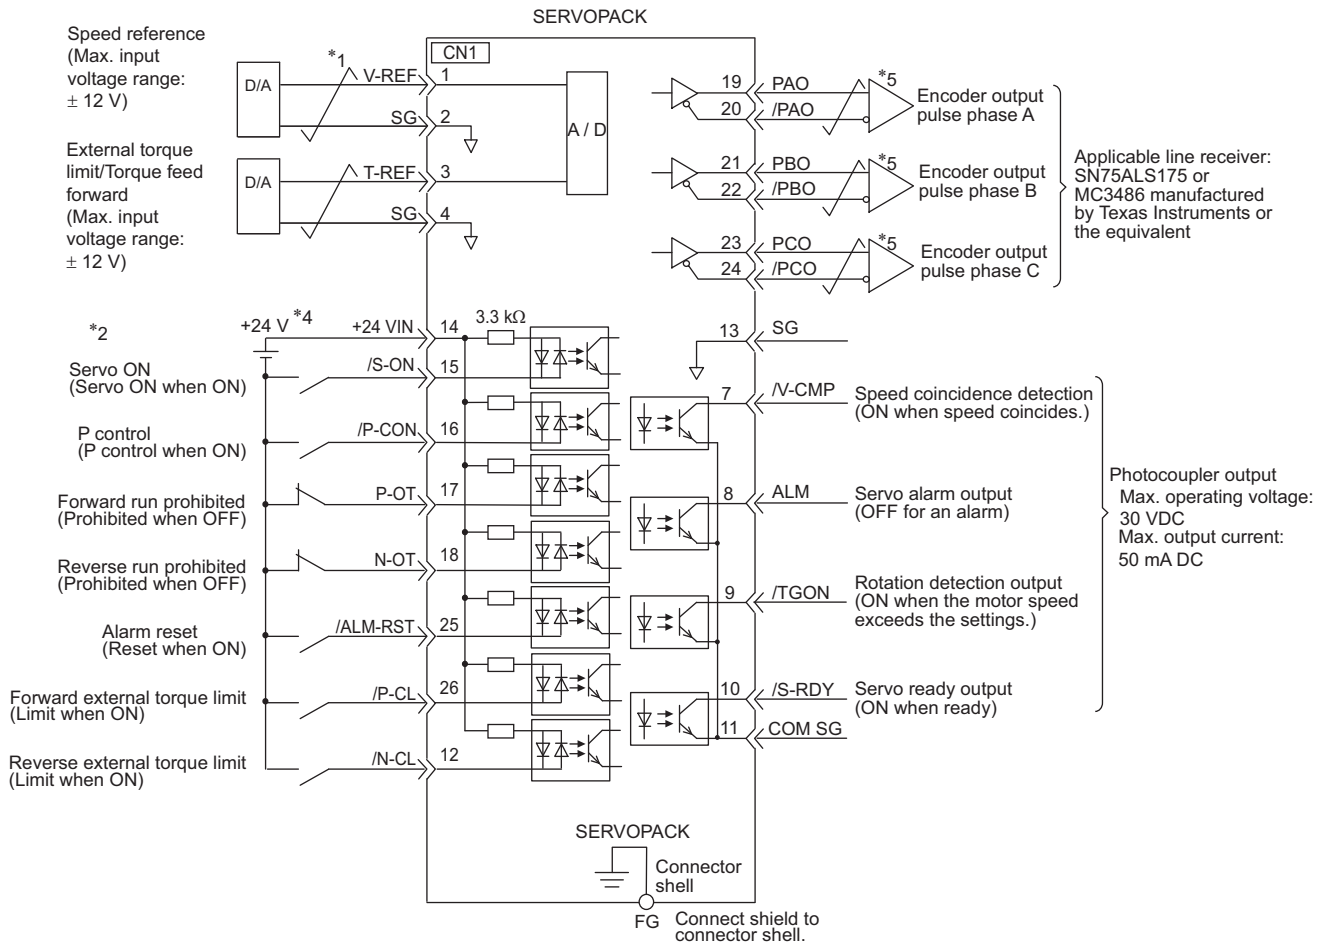 SERVOPACK
CN1
Speed reference
(Max. input
voltage range:
± 12 V)
D/A
*1
V-REF
1
SG
2
External torque
limit/Torque feed
forward
(Max. input
voltage range:
± 12 V)
D/A
T-REF
3
SG
4
A / D
19
PAO
20
/PAO
*5
Encoder output
pulse phase A
21
PBO
22
/PBO
*5
Encoder output
pulse phase B
23
PCO
24
/PCO
*5
Encoder output
pulse phase C
Applicable line receiver:
SN75ALS175 or
MC3486 manufactured
by Texas Instruments or
the equivalent
*2
+24 V
*4
+24 VIN
14
3.3 kΩ
13
SG
Servo ON
(Servo ON when ON)
/S-ON
15
P control
(P control when ON)
/P-CON
16
Forward run prohibited
(Prohibited when OFF)
P-OT
17
Reverse run prohibited
(Prohibited when OFF)
N-OT
18
Alarm reset
(Reset when ON)
/ALM-RST
25
Forward external torque limit
(Limit when ON)
/P-CL
26
Reverse external torque limit
(Limit when ON)
/N-CL
12
7
/V-CMP
Speed coincidence detection
(ON when speed coincides.)
8
ALM
Servo alarm output
(OFF for an alarm)
9
/TGON
Rotation detection output
(ON when the motor speed
exceeds the settings.)
10
/S-RDY
Servo ready output
(ON when ready)
11
COM SG
Photocoupler output
Max. operating voltage:
30 VDC
Max. output current:
50 mA DC
SERVOPACK
Connector
shell
FG
Connect shield to
connector shell.